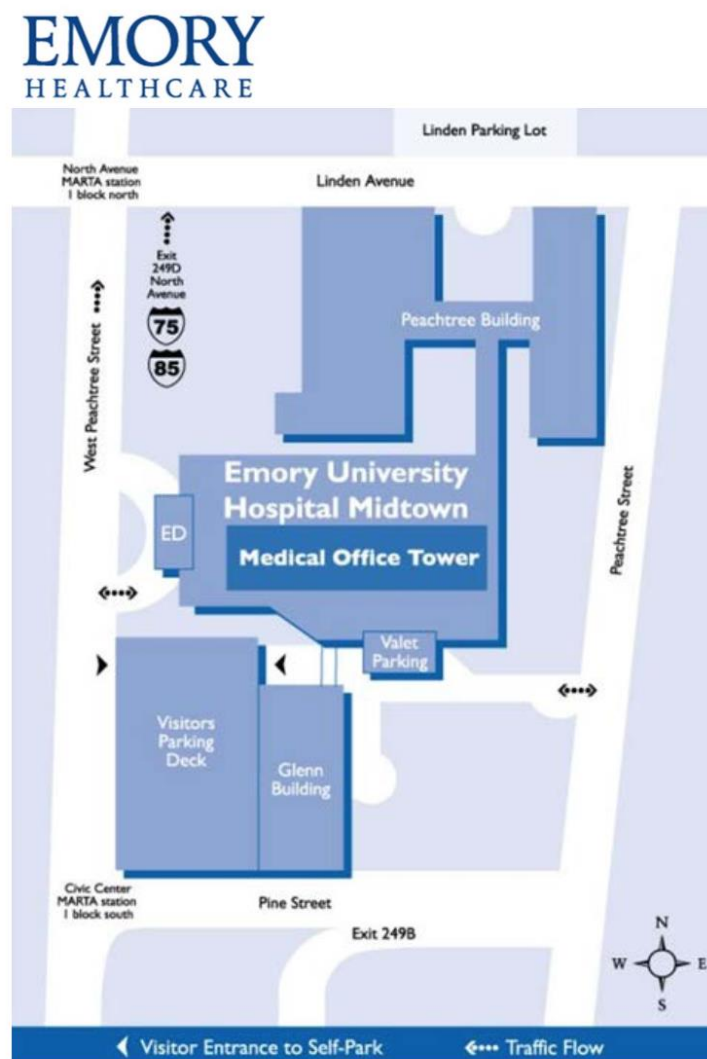 EMORY
HEALTHCARE
Linden Parking Lot
North Avenue
MARTA station
1 block north
Linden Avenue
Exit
249D
North
Avenue
75
85
Peachtree Building
West Peachtree Street
Emory University
Hospital Midtown
ED
Medical Office Tower
Peachtree Street
Valet
Parking
Visitors
Parking
Deck
Glenn
Building
Civic Center
MARTA station
1 block south
Pine Street
Exit 249B
N
W E
S
Visitor Entrance to Self-Park
Traffic Flow